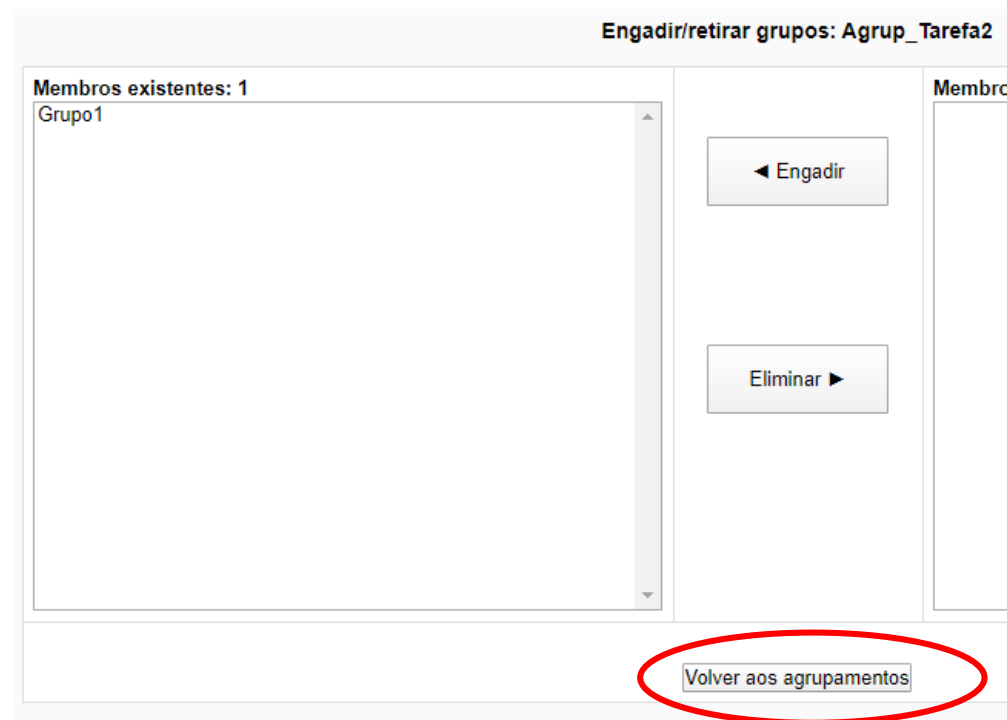 Engadir/retirar grupos: Agrup_Tarefa2
Membros existentes: 1
Grupo1
◄ Engadir
Eliminar ►
Volver aos agrupamentos